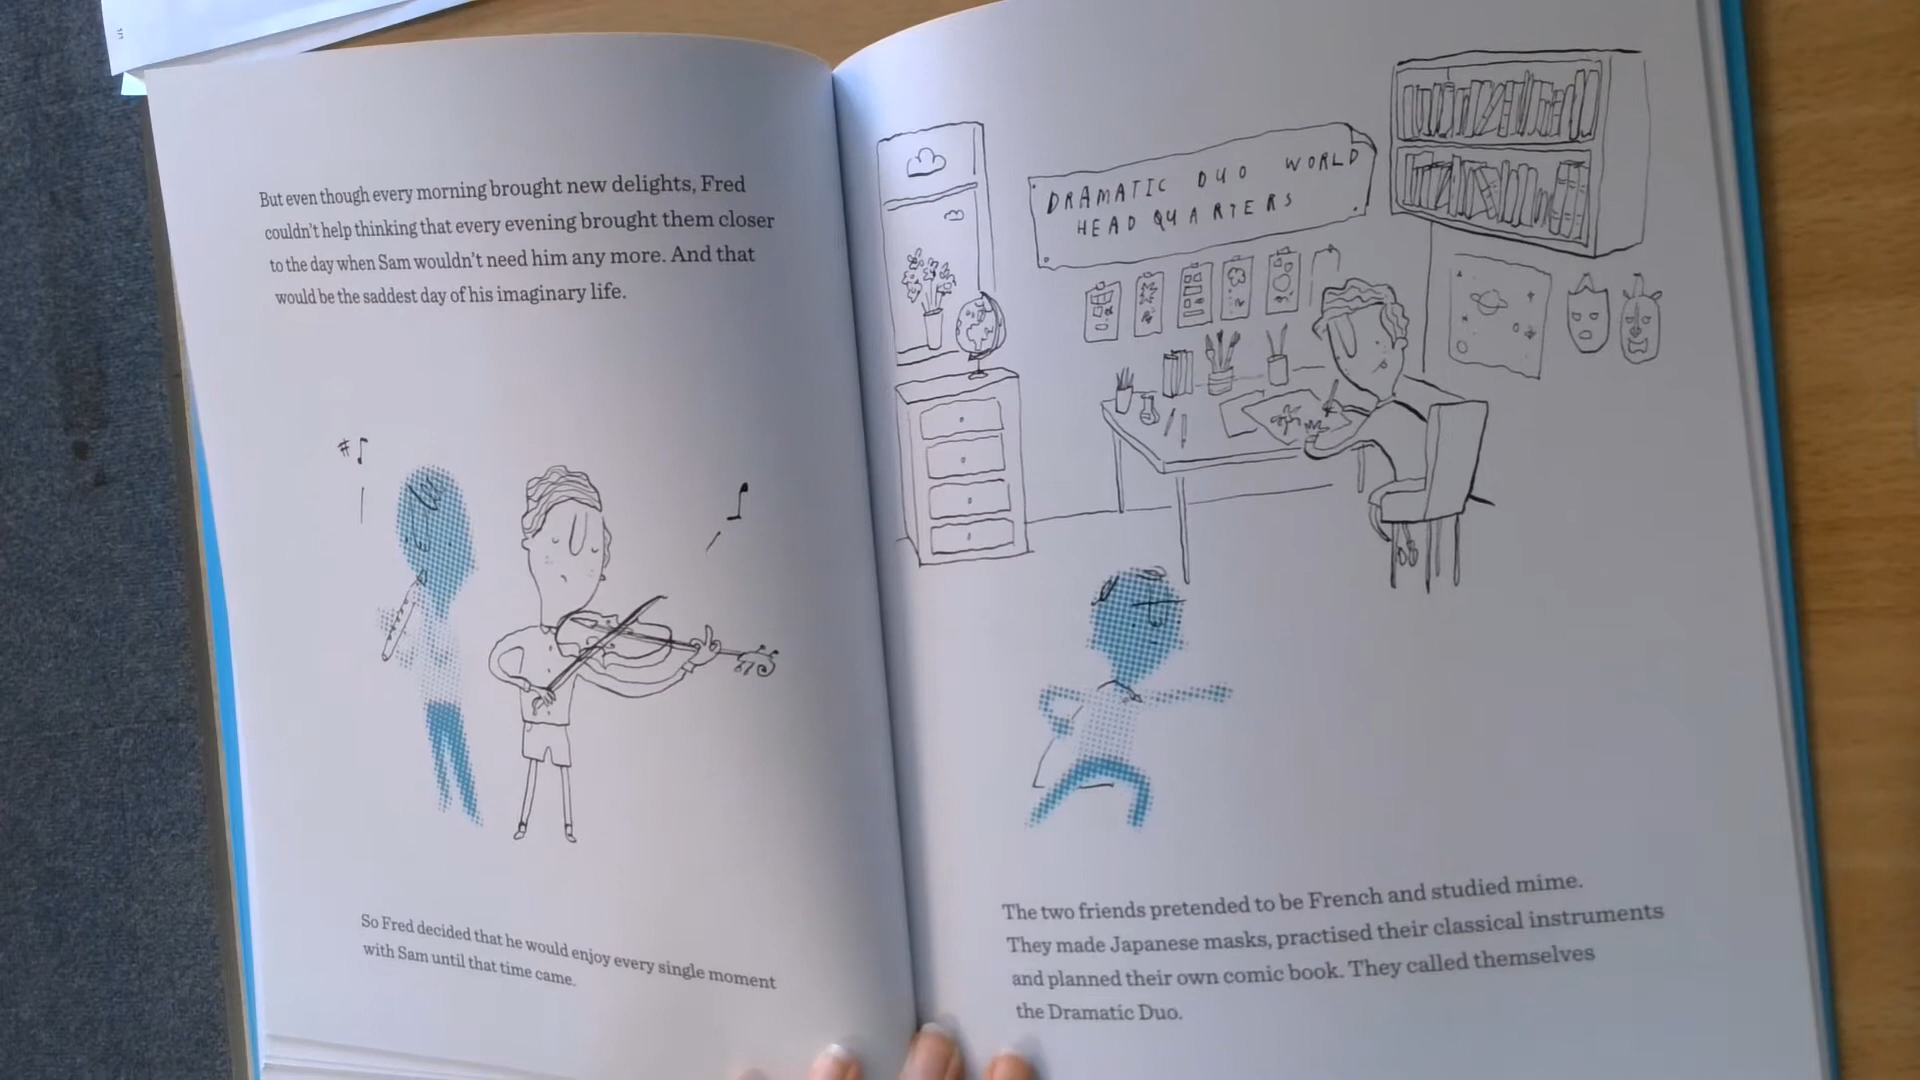 But even though every morning brought new delights, Fred
couldn't help thinking that every evening brought them closer
to the day when Sam wouldn't need him any more. And that
would be the saddest day of his imaginary life.
So Fred decided that he would enjoy every single moment
with Sam until that time came.
DRAMATIC DUO WORLD
HEADQUARTERS
The two friends pretended to be French and studied mime.
They made Japanese masks, practised their classical instruments
and planned their own comic book. They called themselves
the Dramatic Duo.